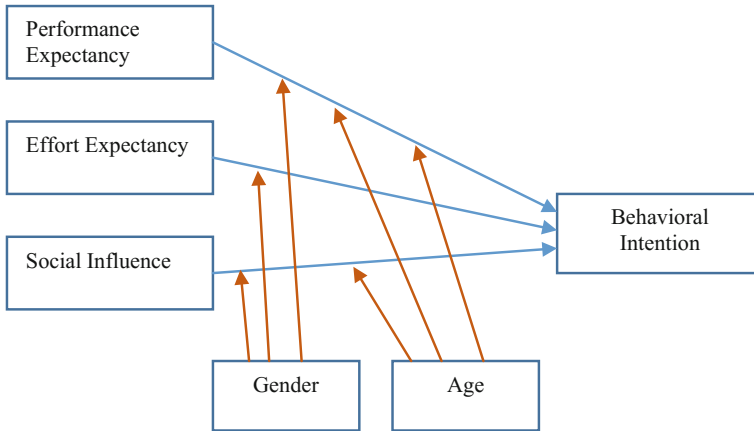 Performance
Expectancy
Effort Expectancy
Social Influence
Behavioral
Intention
Gender
Age